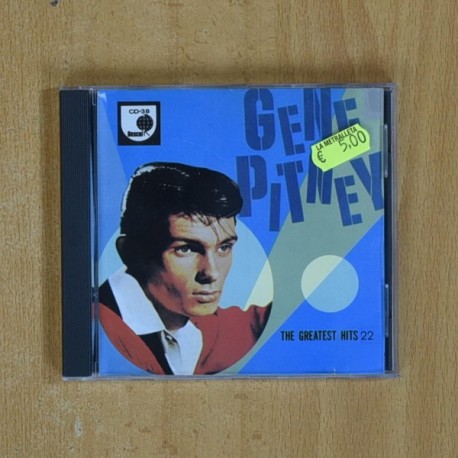 CD-38
GENE
PITNEY
LA METRALLETA
€ 5,00
THE GREATEST HITS 22